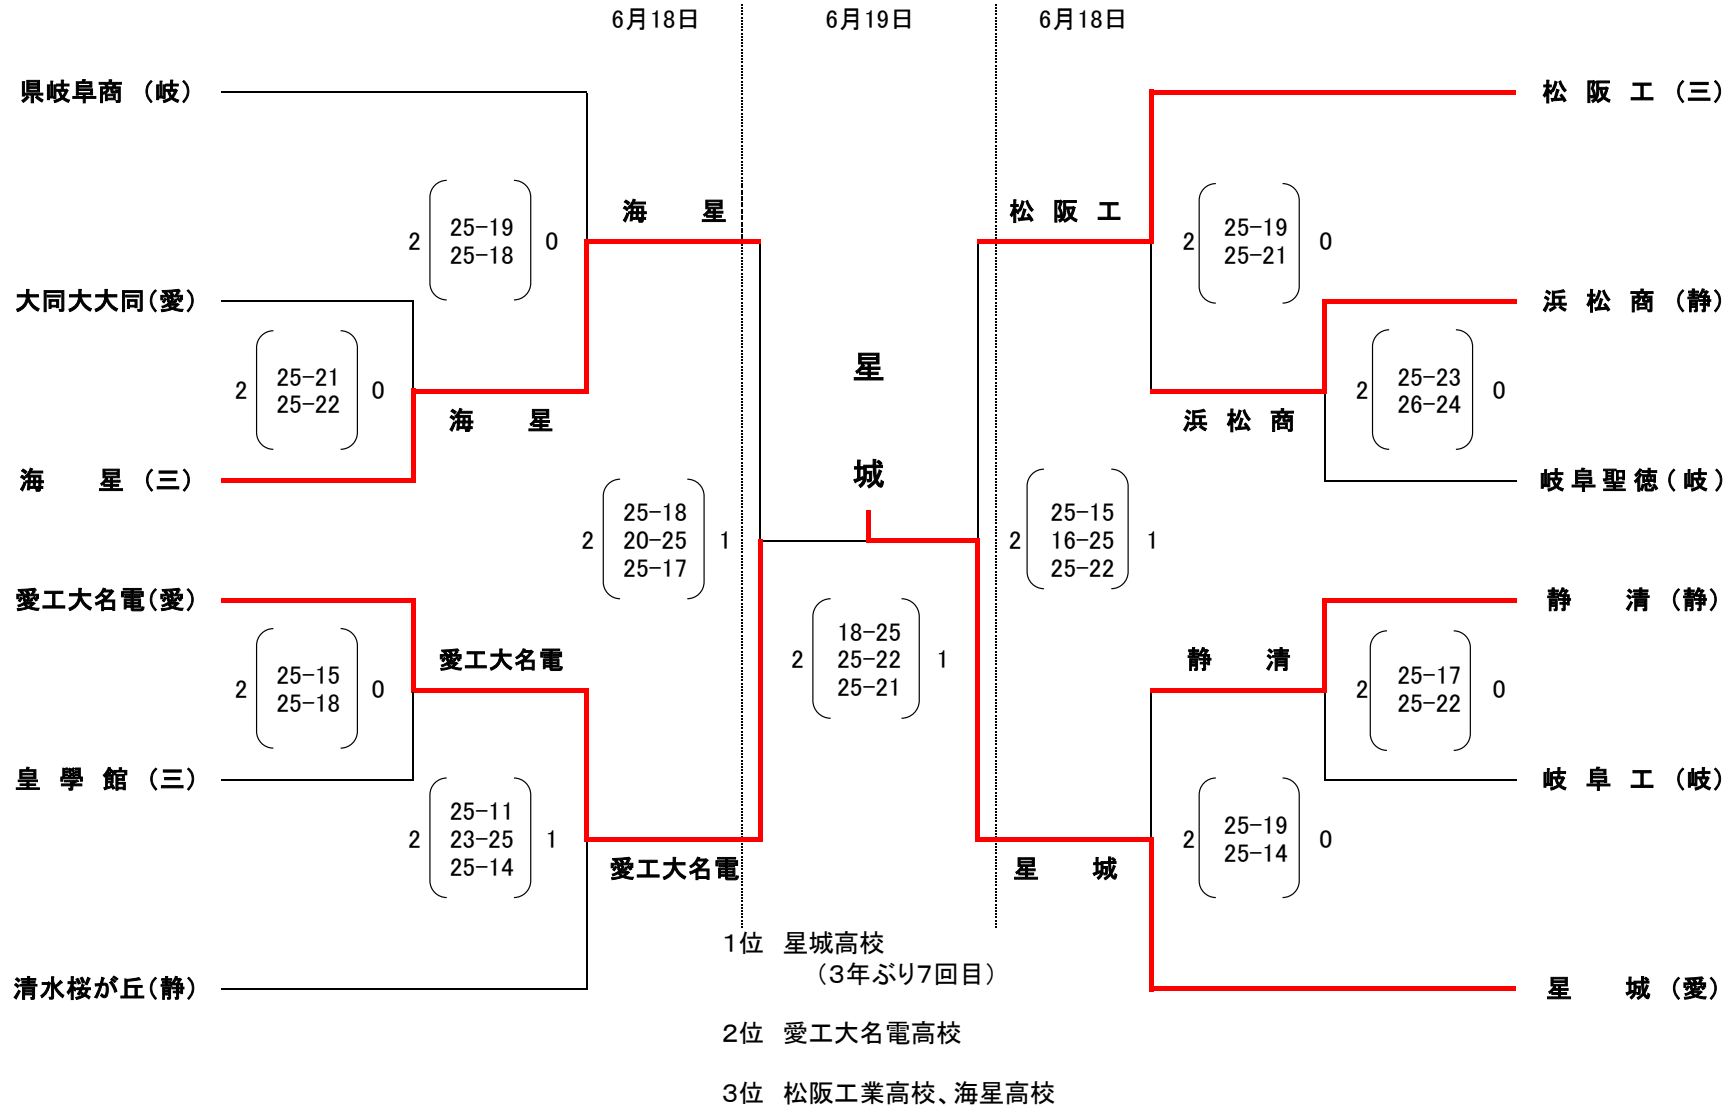 6月18日 6月19日 6月18日
県岐阜商 (岐) 松阪工 (三)
海星 松阪工
2 25-19 0 2 25-19 0
25-18 25-21
大同大大同(愛) 浜松商 (静)
星
2 25-21 0 2 25-23 0
25-22 26-24
海星 浜松商
城
海星 (三) 岐阜聖徳(岐)
25-18 25-15
2 20-25 1 2 16-25 1
25-17 25-22
愛工大名電(愛) 静清 (静)
18-25
2 25-22 1
25-21
愛工大名電 静清
2 25-15 0 2 25-17 0
25-18 25-22
皇學館 (三) 岐阜工 (岐)
25-11
2 23-25 1 2 25-19 0
25-14 25-14
愛工大名電 星城
1位 星城高校
(3年ぶり7回目)
清水桜が丘(静) 星城 (愛)
2位 愛工大名電高校
3位 松阪工業高校、海星高校